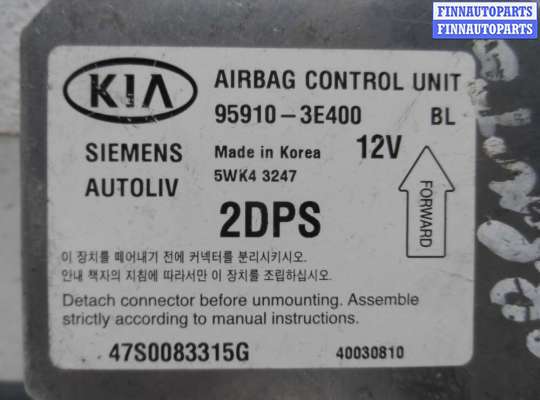 FINNAUTOPARTS
FINNAUTOPARTS
KIA
AIRBAG CONTROL UNIT
95910-3E400 BL
SIEMENS
AUTOLIV
Made in Korea 12V
5WK4 3247
2DPS
FORWARD
이 장치를 떼어내기 전에 커넥터를 분리시키시오.
안내 책자의 지침에 따라서만 이 장치를 조립하십시오.
Detach connector before unmounting. Assemble
strictly according to manual instructions.
47S0083315G 40030810